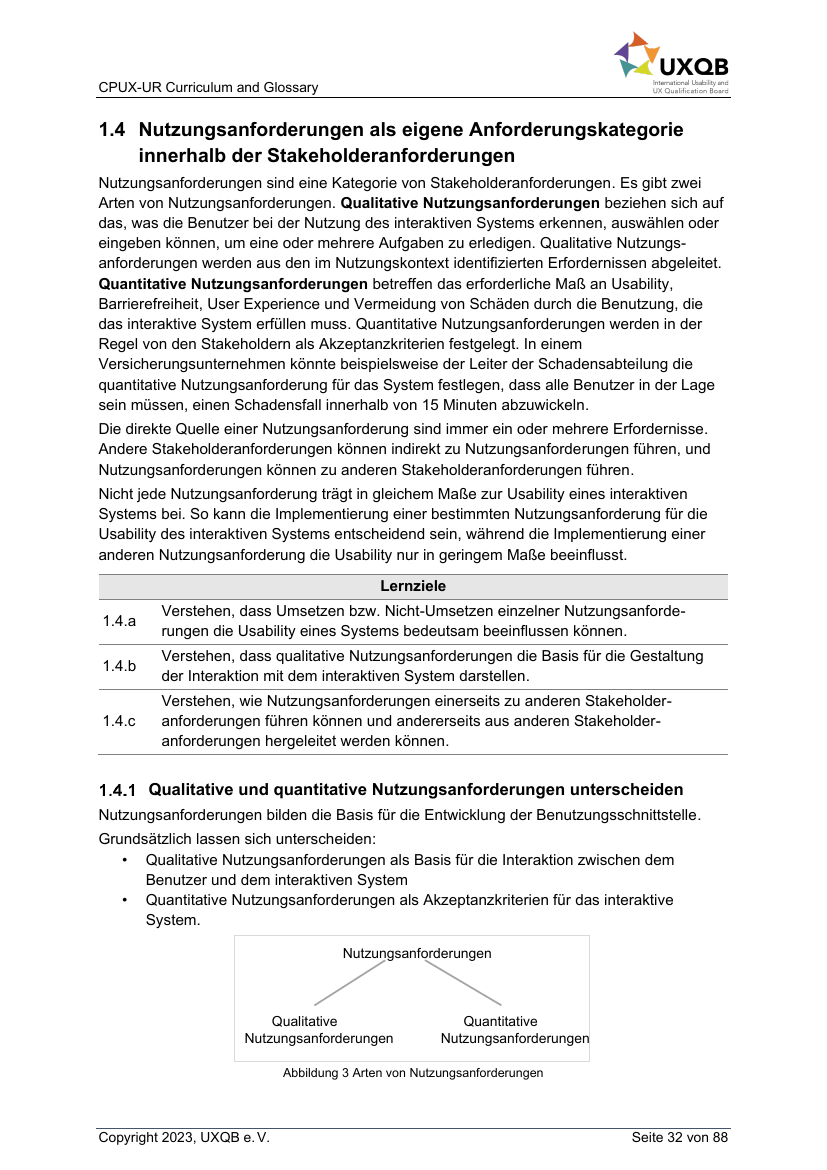 UXQB
International Usability and
UX Qualification Board
CPUX-UR Curriculum and Glossary
1.4 Nutzungsanforderungen als eigene Anforderungskategorie
innerhalb der Stakeholderanforderungen
Nutzungsanforderungen sind eine Kategorie von Stakeholderanforderungen. Es gibt zwei
Arten von Nutzungsanforderungen. Qualitative Nutzungsanforderungen beziehen sich auf
das, was die Benutzer bei der Nutzung des interaktiven Systems erkennen, auswählen oder
eingeben können, um eine oder mehrere Aufgaben zu erledigen. Qualitative Nutzungs-
anforderungen werden aus den im Nutzungskontext identifizierten Erfordernissen abgeleitet.
Quantitative Nutzungsanforderungen betreffen das erforderliche Maß an Usability,
Barrierefreiheit, User Experience und Vermeidung von Schäden durch die Benutzung, die
das interaktive System erfüllen muss. Quantitative Nutzungsanforderungen werden in der
Regel von den Stakeholdern als Akzeptanzkriterien festgelegt. In einem
Versicherungsunternehmen könnte beispielsweise der Leiter der Schadensabteilung die
quantitative Nutzungsanforderung für das System festlegen, dass alle Benutzer in der Lage
sein müssen, einen Schadensfall innerhalb von 15 Minuten abzuwickeln.
Die direkte Quelle einer Nutzungsanforderung sind immer ein oder mehrere Erfordernisse.
Andere Stakeholderanforderungen können indirekt zu Nutzungsanforderungen führen, und
Nutzungsanforderungen können zu anderen Stakeholderanforderungen führen.
Nicht jede Nutzungsanforderung trägt in gleichem Maße zur Usability eines interaktiven
Systems bei. So kann die Implementierung einer bestimmten Nutzungsanforderung für die
Usability des interaktiven Systems entscheidend sein, während die Implementierung einer
anderen Nutzungsanforderung die Usability nur in geringem Maße beeinflusst.
Lernziele
1.4.a Verstehen, dass Umsetzen bzw. Nicht-Umsetzen einzelner Nutzungsanforde-
rungen die Usability eines Systems bedeutsam beeinflussen können.
1.4.b Verstehen, dass qualitative Nutzungsanforderungen die Basis für die Gestaltung
der Interaktion mit dem interaktiven System darstellen.
1.4.c Verstehen, wie Nutzungsanforderungen einerseits zu anderen Stakeholder-
anforderungen führen können und andererseits aus anderen Stakeholder-
anforderungen hergeleitet werden können.
1.4.1 Qualitative und quantitative Nutzungsanforderungen unterscheiden
Nutzungsanforderungen bilden die Basis für die Entwicklung der Benutzungsschnittstelle.
Grundsätzlich lassen sich unterscheiden:
• Qualitative Nutzungsanforderungen als Basis für die Interaktion zwischen dem
Benutzer und dem interaktiven System
• Quantitative Nutzungsanforderungen als Akzeptanzkriterien für das interaktive
System.
Nutzungsanforderungen
Qualitative
Nutzungsanforderungen
Quantitative
Nutzungsanforderungen
Abbildung 3 Arten von Nutzungsanforderungen
Copyright 2023, UXQB e. V.
Seite 32 von 88